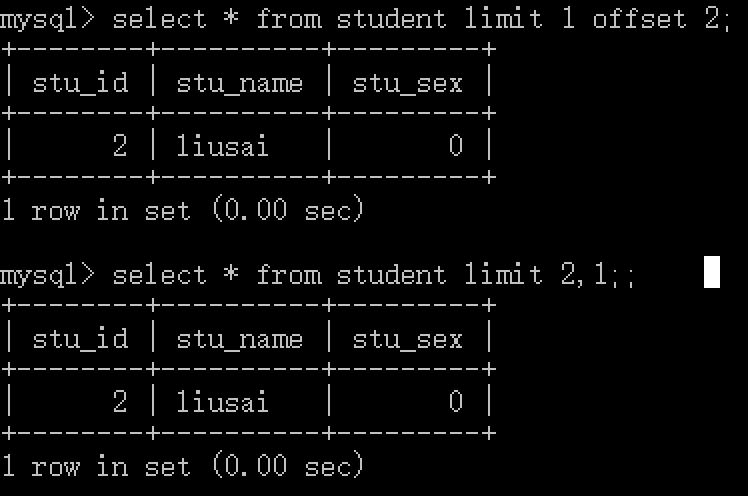 mysql> select * from student limit 1 offset 2;
+--------+----------+---------+
| stu_id | stu_name | stu_sex |
+--------+----------+---------+
|      2 | liusai   |       0 |
+--------+----------+---------+
1 row in set (0.00 sec)
mysql> select * from student limit 2,1;;
+--------+----------+---------+
| stu_id | stu_name | stu_sex |
+--------+----------+---------+
|      2 | liusai   |       0 |
+--------+----------+---------+
1 row in set (0.00 sec)